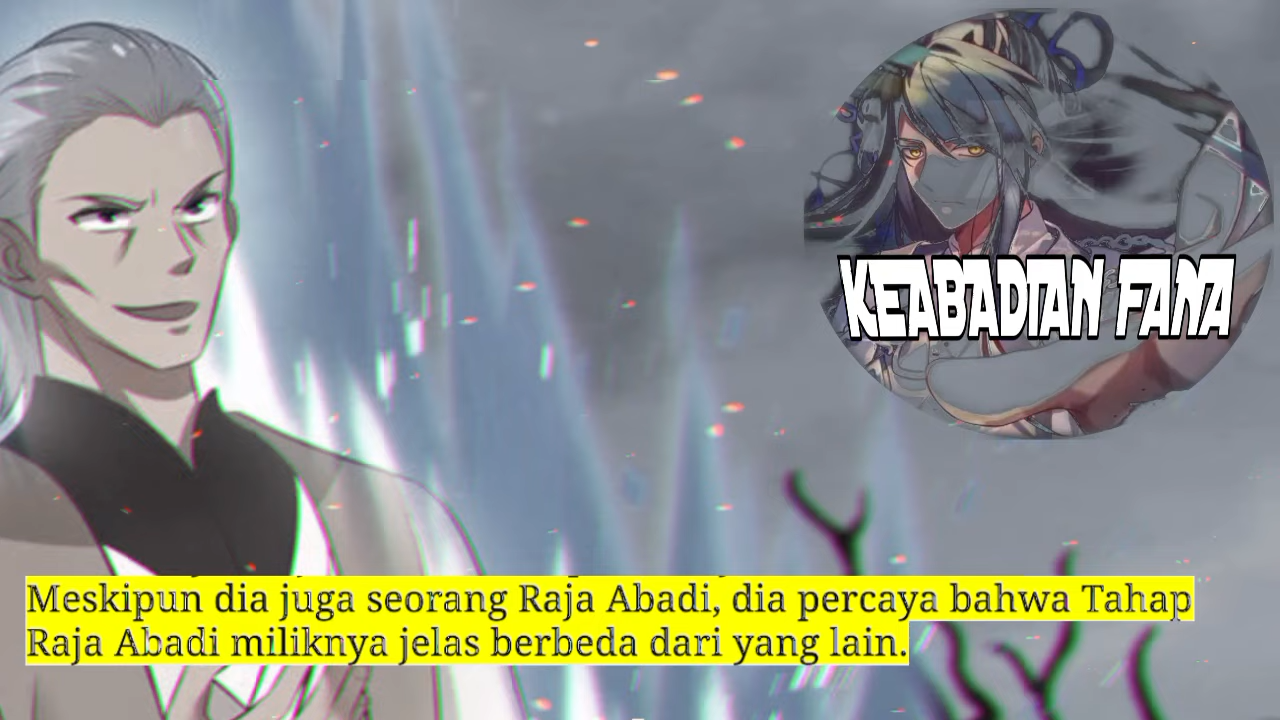 KEABADIAN FANA
Meskipun dia juga seorang Raja Abadi, dia percaya bahwa Tahap
Raja Abadi miliknya jelas berbeda dari yang lain.